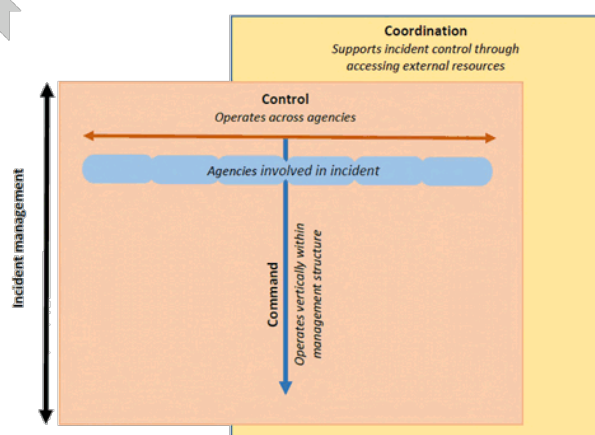 Coordination
Supports incident control through
accessing external resources
Control
Operates across agencies
Agencies involved in incident
Incident management
Command
Operates vertically within
management structure